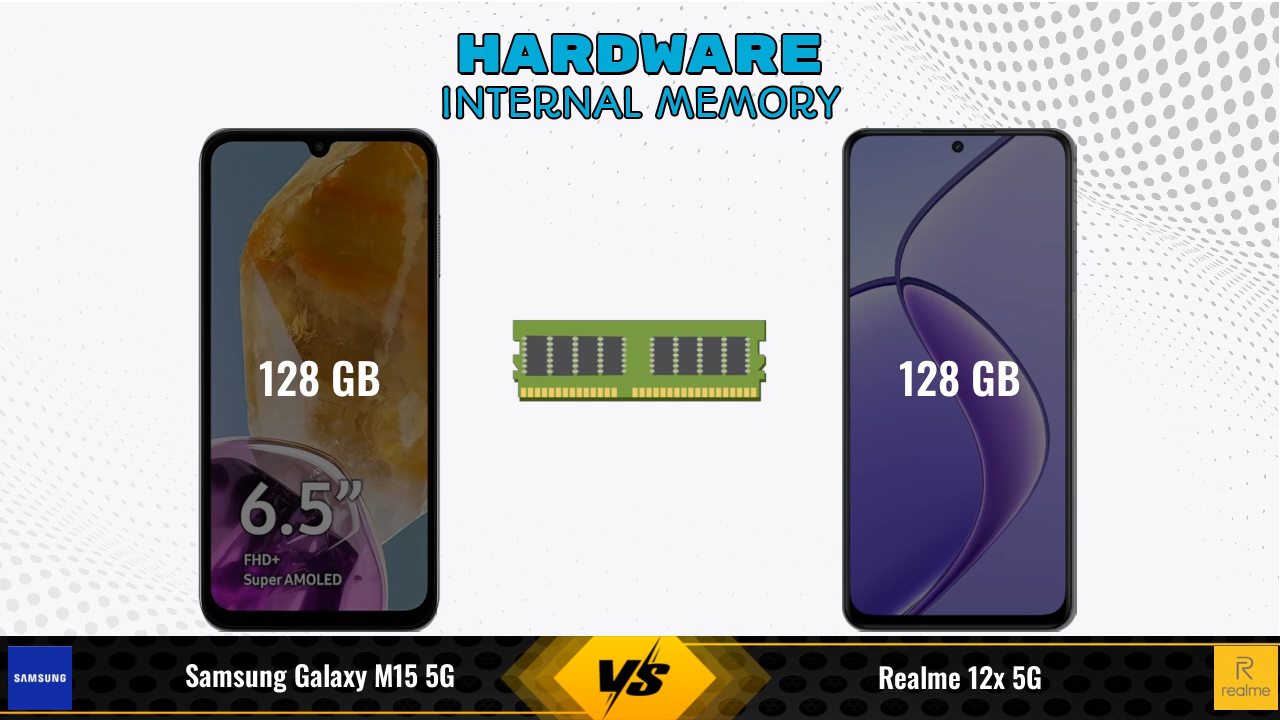 HARDWARE
INTERNAL MEMORY
128 GB
128 GB
6.5”
FHD+
Super AMOLED
SAMSUNG
Samsung Galaxy M15 5G
VS
Realme 12x 5G
R
realme